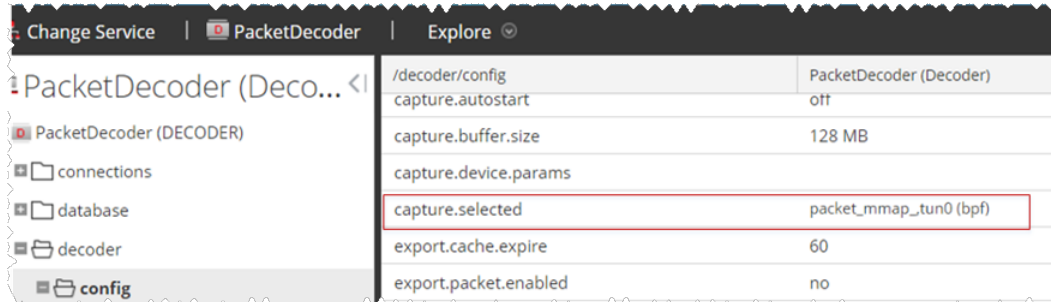 Change Service | D PacketDecoder | Explore
PacketDecoder (Deco...
D PacketDecoder (DECODER)
connections
database
decoder
config
/decoder/config PacketDecoder (Decoder)
capture.autostart off
capture.buffer.size 128 MB
capture.device.params
capture.selected packet_mmap_,tun0 (bpf)
export.cache.expire 60
export.packet.enabled no